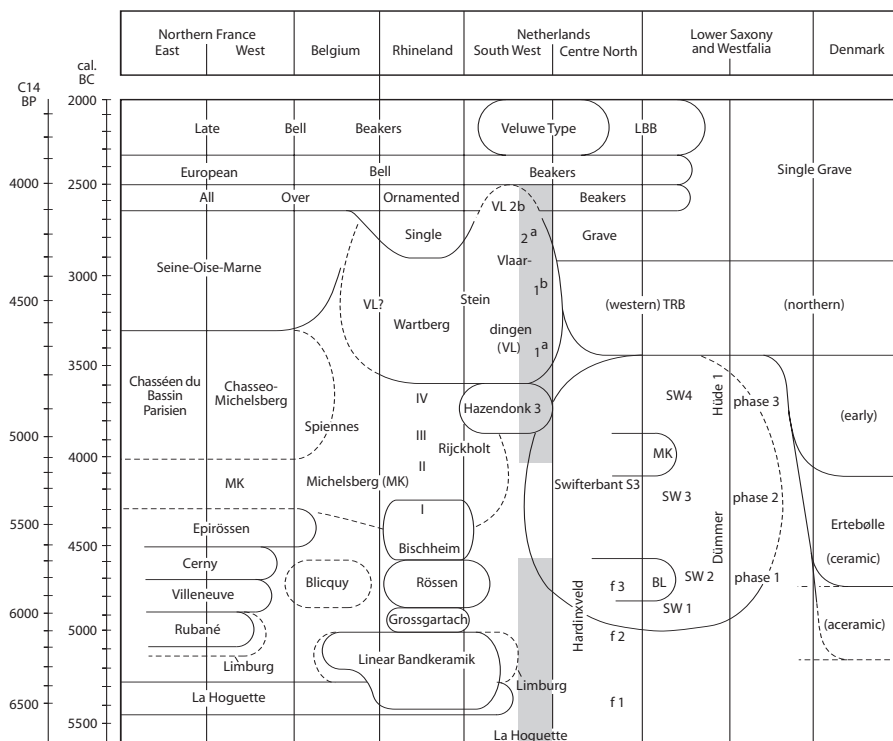 Northern France
East West
Belgium
Rhineland
Netherlands
South West Centre North
Lower Saxony
and Westfalia
Denmark
C14
BP
cal.
BC
4000
4500
5000
5500
6000
6500
2000
2500
3000
3500
4000
4500
5000
5500
Late Bell Beakers
Veluwe Type
LBB
European Bell Beakers
All Over Ornamented Beakers
Single Grave
VL 2b
Single
2 a
Grave
Seine-Oise-Marne
Vlaar-
1 b
VL?
Stein
(western) TRB
(northern)
Wartberg
dingen
(VL)
1 a
Chasséen du
Bassin
Parisien
Chasseo-
Michelsberg
Spiennes
IV
Hazendonk 3
SW4
Hüde 1
phase 3
(early)
III
Rijckholt
II
MK
MK
Michelsberg (MK)
Swifterbant S3
SW 3
phase 2
I
Epirössen
Bischheim
Dümmer
Ertebølle
(ceramic)
Cerny
Blicquy
Rössen
f 3
BL
SW 2
phase 1
Villeneuve
Grossgartach
Hardinxveld
SW 1
Rubané
f 2
(aceramic)
Limburg
Linear Bandkeramik
Limburg
La Hoguette
f 1
La Hoguette